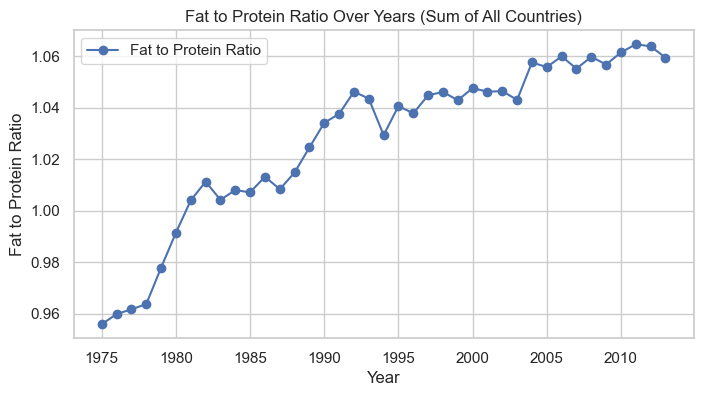 Fat to Protein Ratio Over Years (Sum of All Countries)
Fat to Protein Ratio
Fat to Protein Ratio
1.06
1.04
1.02
1.00
0.98
0.96
1975 1980 1985 1990 1995 2000 2005 2010
Year